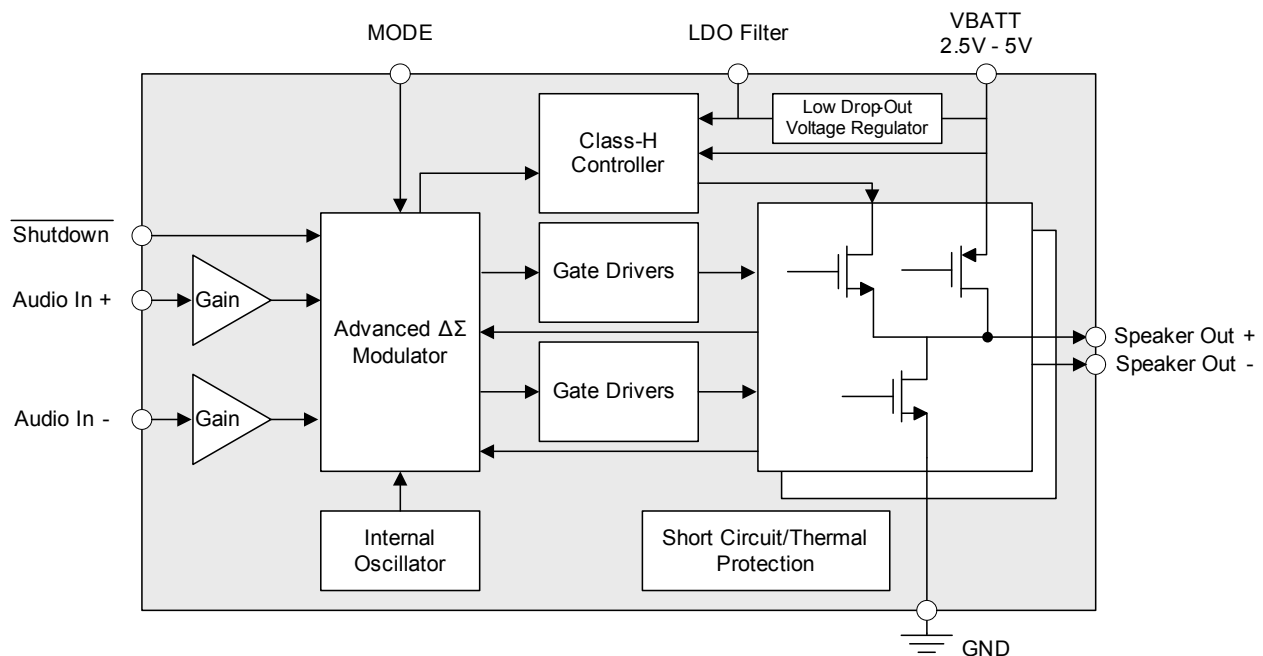 MODE
LDO Filter
VBATT
2.5V - 5V
Low Drop-Out
Voltage Regulator
Class-H
Controller
Shutdown
Gate Drivers
Audio In +
Gain
Advanced ΔΣ
Modulator
Speaker Out +
Speaker Out -
Gate Drivers
Audio In -
Gain
Internal
Oscillator
Short Circuit/Thermal
Protection
GND